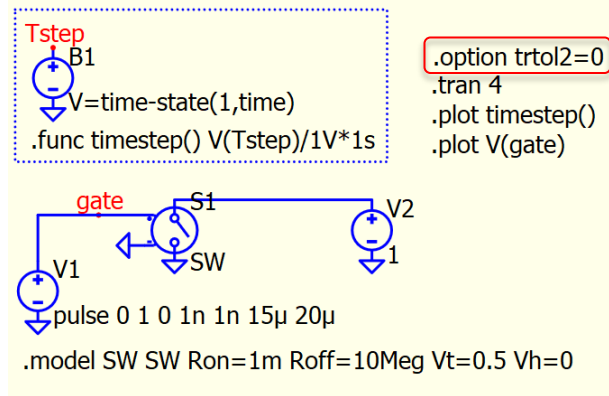 Tstep
B1
V=time-state(1,time)
.func timestep() V(Tstep)/1V*1s
.option trtol2=0
.tran 4
.plot timestep()
.plot V(gate)
gate
S1
SW
V2
1
V1
pulse 0 1 0 1n 1n 15µ 20µ
.model SW SW Ron=1m Roff=10Meg Vt=0.5 Vh=0